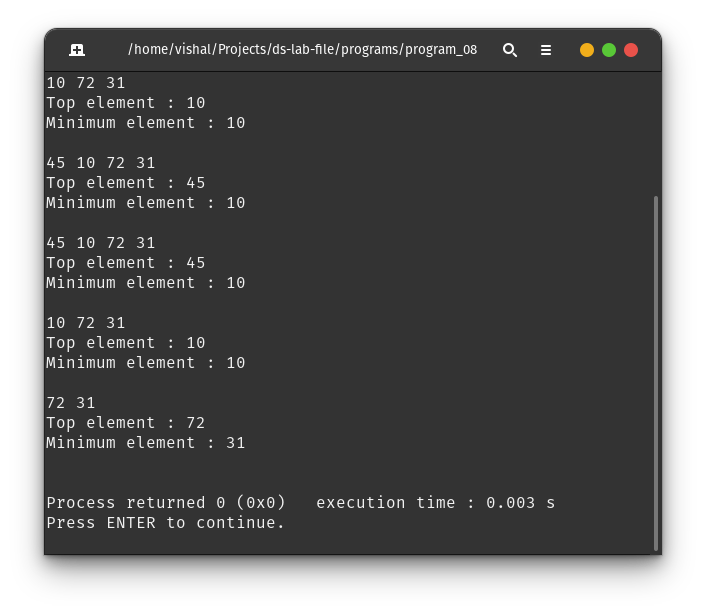 /home/vishal/Projects/ds-lab-file/programs/program_08
10 72 31
Top element : 10
Minimum element : 10
45 10 72 31
Top element : 45
Minimum element : 10
45 10 72 31
Top element : 45
Minimum element : 10
10 72 31
Top element : 10
Minimum element : 10
72 31
Top element : 72
Minimum element : 31
Process returned 0 (0x0)   execution time : 0.003 s
Press ENTER to continue.